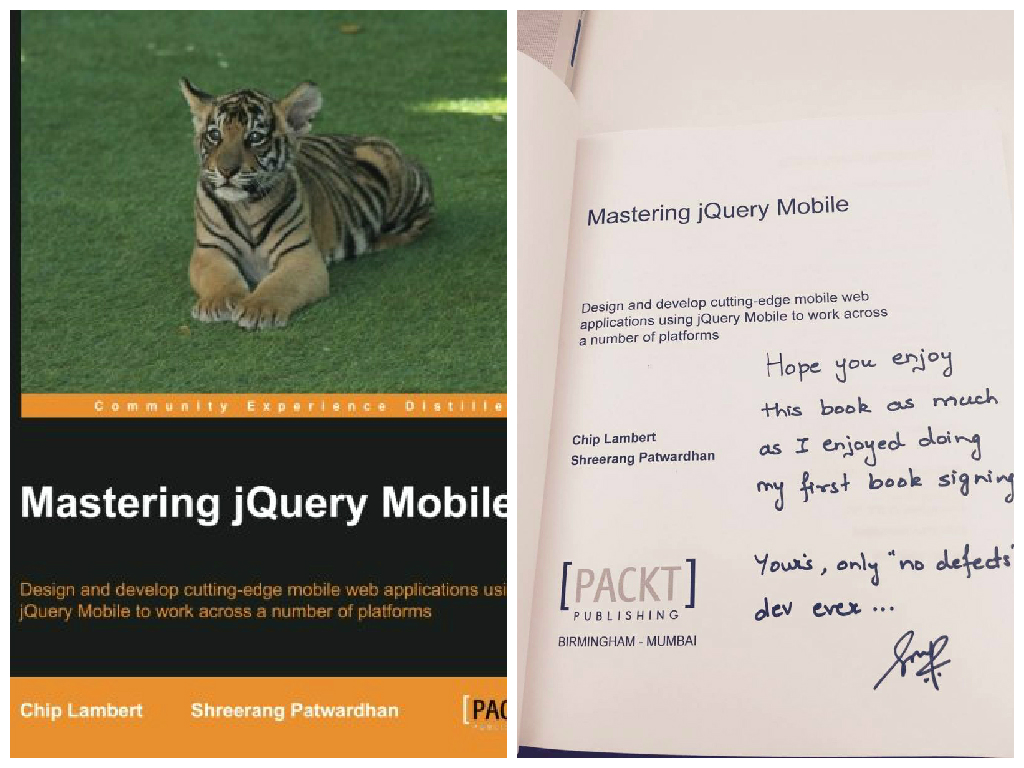 Community Experience Distille
Mastering jQuery Mobile
Design and develop cutting-edge mobile web applications usi
jQuery Mobile to work across a number of platforms
Chip Lambert
Shreerang Patwardhan
[PAC
Mastering jQuery Mobile
Design and develop cutting-edge mobile web
applications using jQuery Mobile to work across
a number of platforms
Hope you enjoy
this book as much
as I enjoyed doing
my first book signing
Chip Lambert
Shreerang Patwardhan
Yours, only "no defects"
dev ever ...
[PACKT]
PUBLISHING
BIRMINGHAM - MUMBAI